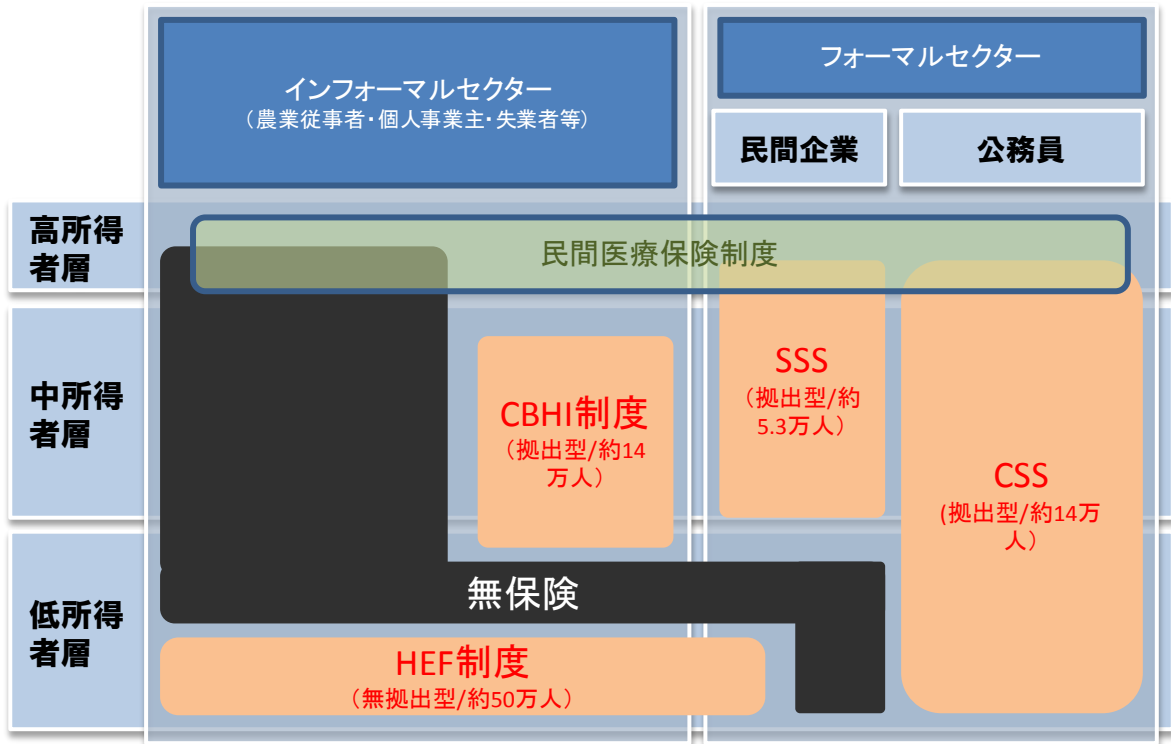 インフォーマルセクター
（農業従事者・個人事業主・失業者等）
フォーマルセクター
民間企業
公務員
高所得
者層
民間医療保険制度
中所得
者層
CBHI制度
（拠出型/約14
万人）
SSS
（拠出型/約
5.3万人）
CSS
(拠出型/約14万
人）
低所得
者層
無保険
HEF制度
（無拠出型/約50万人）